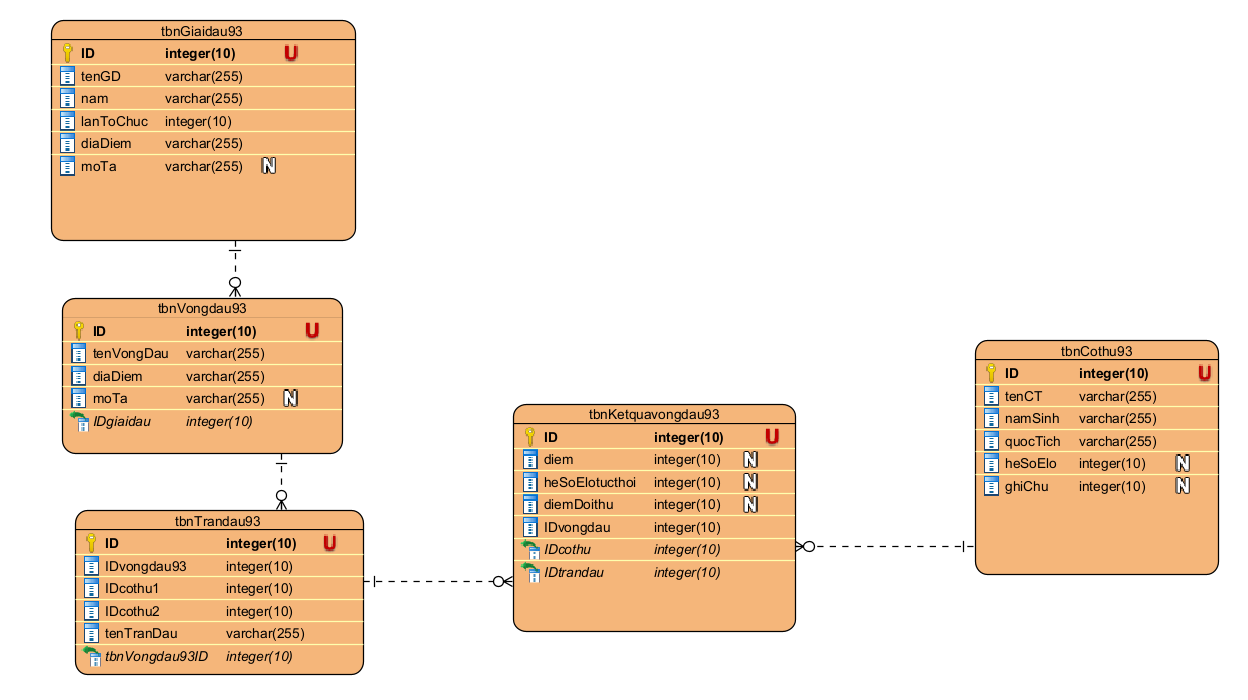 tbnGiaidau93
ID integer(10) U
tenGD varchar(255)
nam varchar(255)
lanToChuc integer(10)
diaDiem varchar(255)
moTa varchar(255) N
tbnVongdau93
ID integer(10) U
tenVongDau varchar(255)
diaDiem varchar(255)
moTa varchar(255) N
IDgiaidau integer(10)
tbnTrandau93
ID integer(10) U
IDvongdau93 integer(10)
IDcothu1 integer(10)
IDcothu2 integer(10)
tenTranDau varchar(255)
tbnVongdau93ID integer(10)
tbnKetquavongdau93
ID integer(10) U
diem integer(10) N
heSoElotucthoi integer(10) N
diemDoithu integer(10) N
IDvongdau integer(10)
IDcothu integer(10)
IDtrandau integer(10)
tbnCothu93
ID integer(10) U
tenCT varchar(255)
namSinh varchar(255)
quocTich varchar(255)
heSoElo integer(10) N
ghiChu integer(10) N